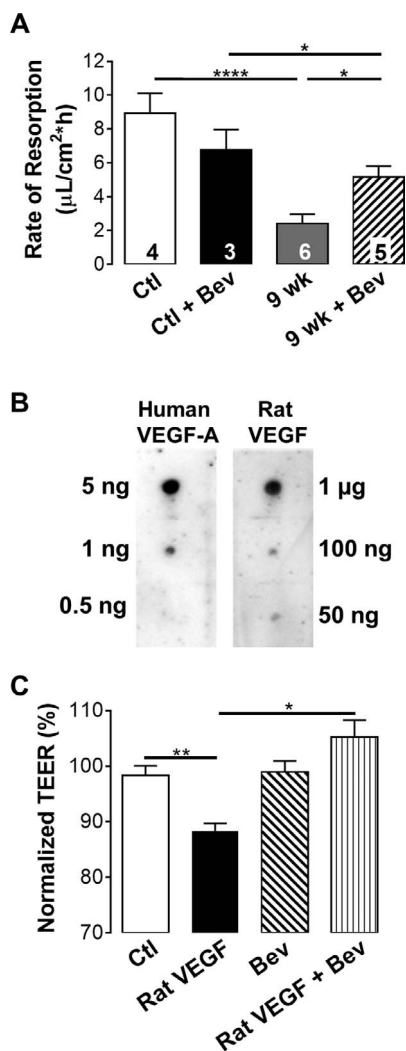 A
*
**** *
Rate of Resorption
(μL/cm²*h)
12
10
8
6
4
2
0
4
3
6
5
Ctl
Ctl + Bev
9 wk
9 wk + Bev
B
Human
VEGF-A
Rat
VEGF
5 ng
1 ng
0.5 ng
1 μg
100 ng
50 ng
C
*
**
Normalized TEER (%)
110
100
90
80
70
Ctl
Rat VEGF
Bev
Rat VEGF + Bev